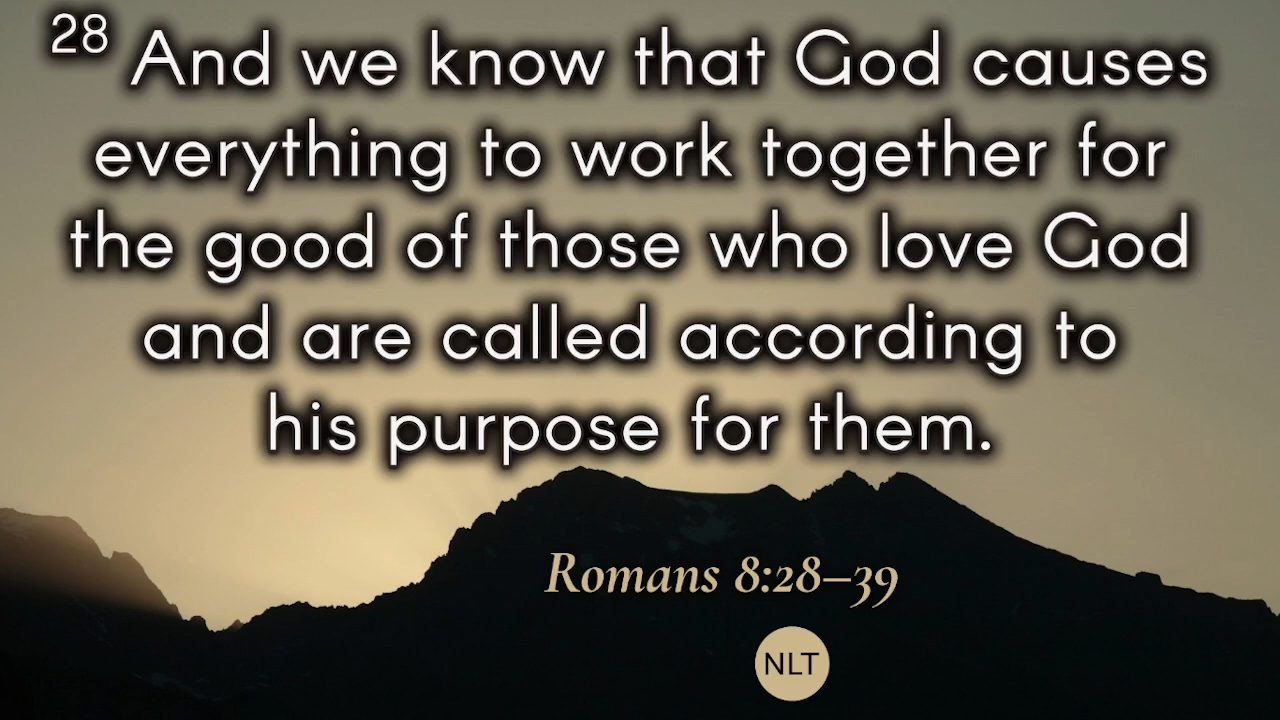 28 And we know that God causes
everything to work together for
the good of those who love God
and are called according to
his purpose for them.
Romans 8:28–39
NLT